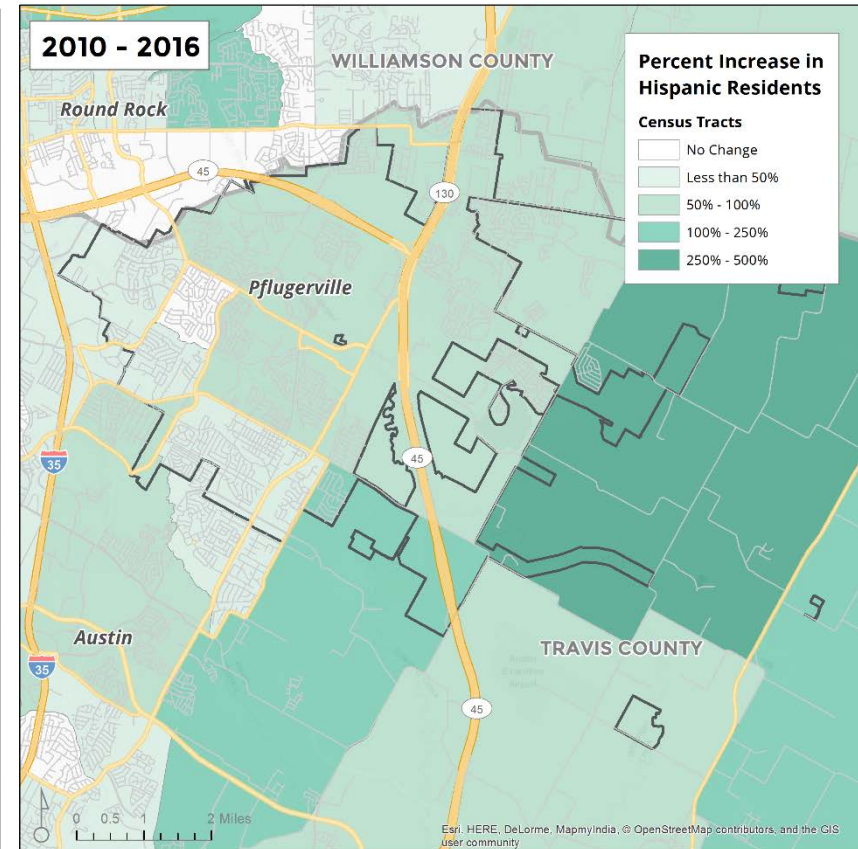 2010 - 2016
WILLIAMSON COUNTY
Percent Increase in
Hispanic Residents
Census Tracts
No Change
Less than 50%
50% - 100%
100% - 250%
250% - 500%
Round Rock
45
130
Pflugerville
45
35
Austin
TRAVIS COUNTY
35
45
0 0.5 1 2 Miles
Esri, HERE, DeLorme, MapmyIndia, © OpenStreetMap contributors, and the GIS
user community